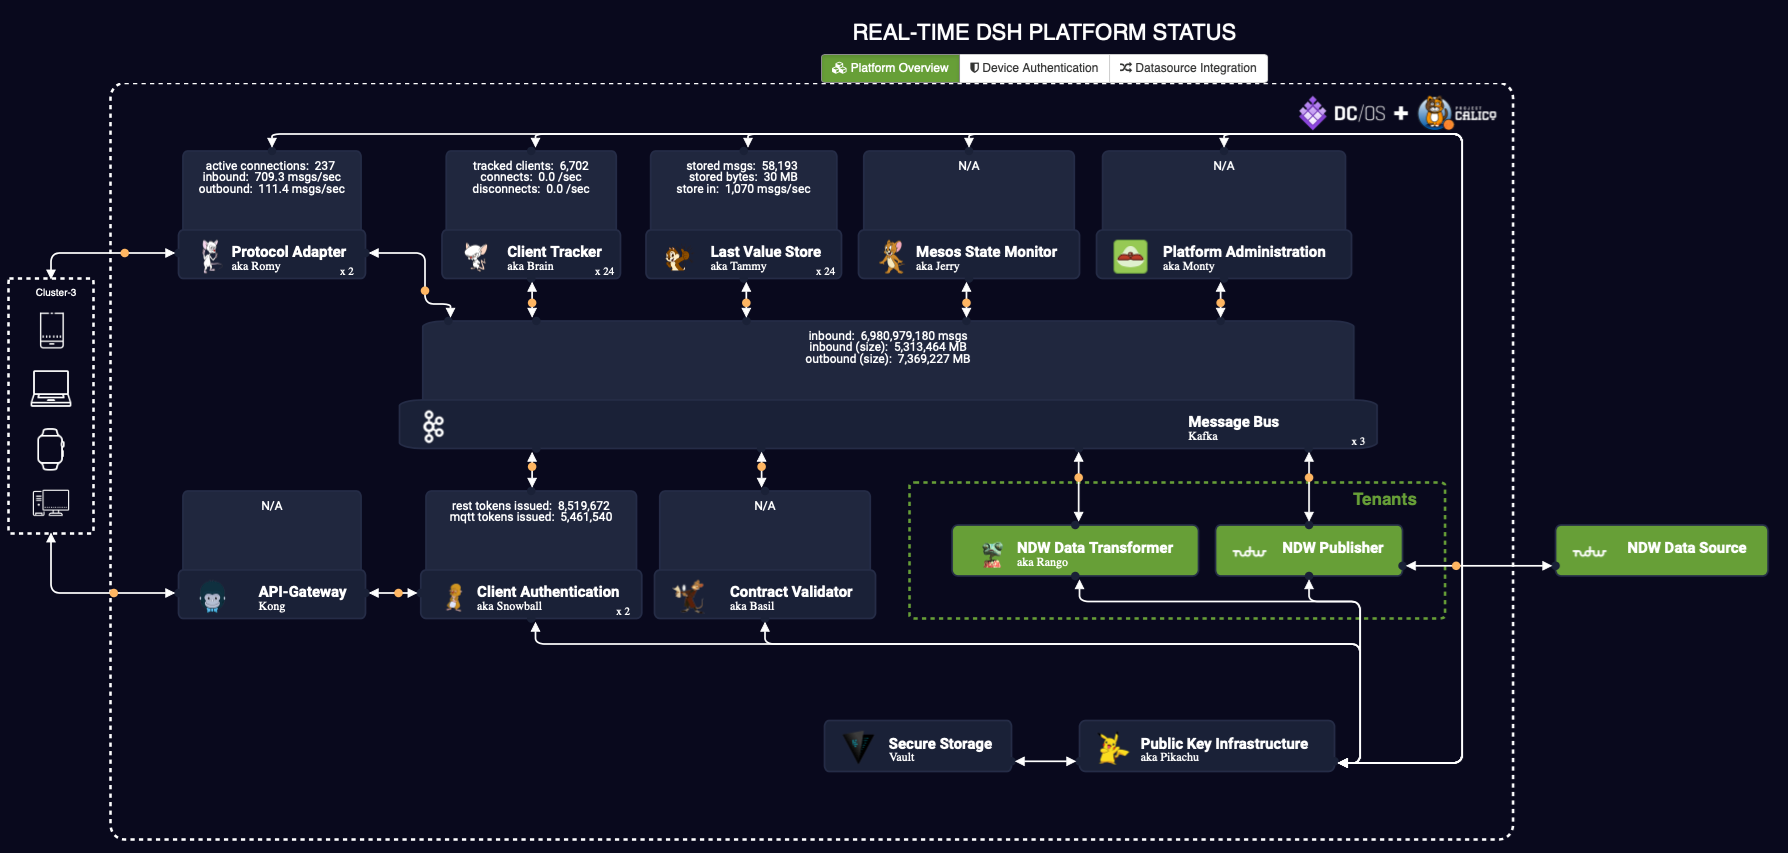 REAL-TIME DSH PLATFORM STATUS
Platform Overview
Device Authentication
Datasource Integration
DC/OS +
PROJECT
CALICO
active connections: 237
inbound: 709.3 msgs/sec
outbound: 111.4 msgs/sec
Protocol Adapter
aka Romy
x 2
tracked clients: 6,702
connects: 0.0 /sec
disconnects: 0.0 /sec
Client Tracker
aka Brain
x 24
stored msgs: 58,193
stored bytes: 30 MB
store in: 1,070 msgs/sec
Last Value Store
aka Tammy
x 24
N/A
Mesos State Monitor
aka Jerry
N/A
Platform Administration
aka Monty
Cluster-3
inbound: 6,980,979,180 msgs
inbound (size): 5,313,464 MB
outbound (size): 7,369,227 MB
Message Bus
Kafka
x 3
N/A
API-Gateway
Kong
rest tokens issued: 8,519,672
mqtt tokens issued: 5,461,540
Client Authentication
aka Snowball
x 2
N/A
Contract Validator
aka Basil
Tenants
NDW Data Transformer
aka Rango
ndw
NDW Publisher
ndw
NDW Data Source
Secure Storage
Vault
Public Key Infrastructure
aka Pikachu